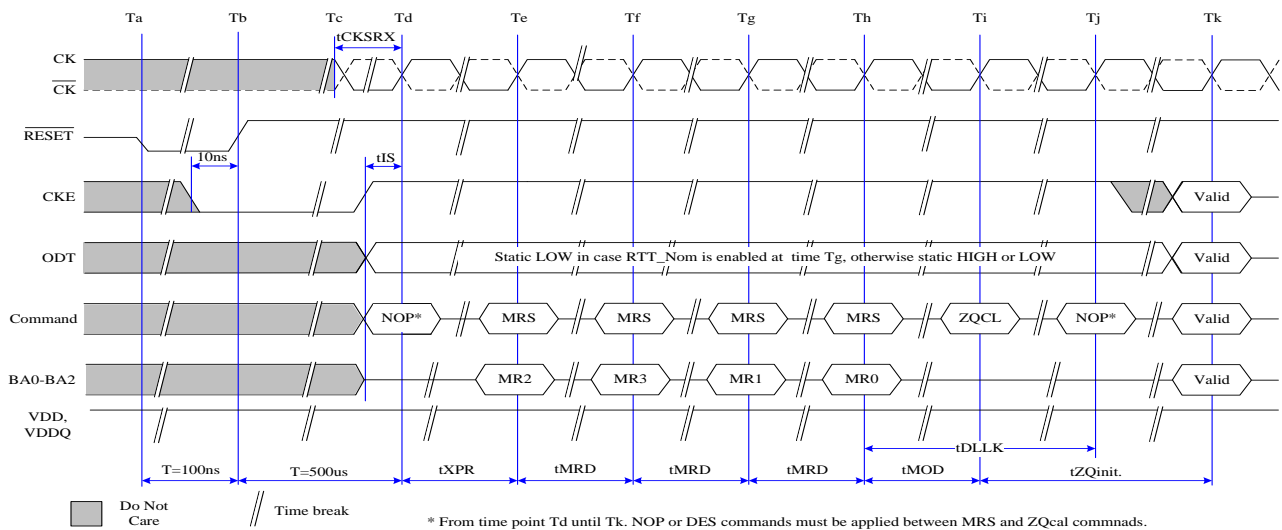 Ta Tb Tc Td Te Tf Tg Th Ti Tj Tk
tCKSRX
CK
CK
RESET
10ns tIS
CKE Valid
ODT Static LOW in case RTT_Nom is enabled at time Tg, otherwise static HIGH or LOW Valid
Command NOP* MRS MRS MRS MRS ZQCL NOP* Valid
BA0-BA2 MR2 MR3 MR1 MR0 Valid
VDD,
VDDQ
tDLLK
T=100ns T=500us tXPR tMRD tMRD tMRD tMOD tZQinit.
Do Not
Care
Time break
* From time point Td until Tk. NOP or DES commands must be applied between MRS and ZQcal commnads.